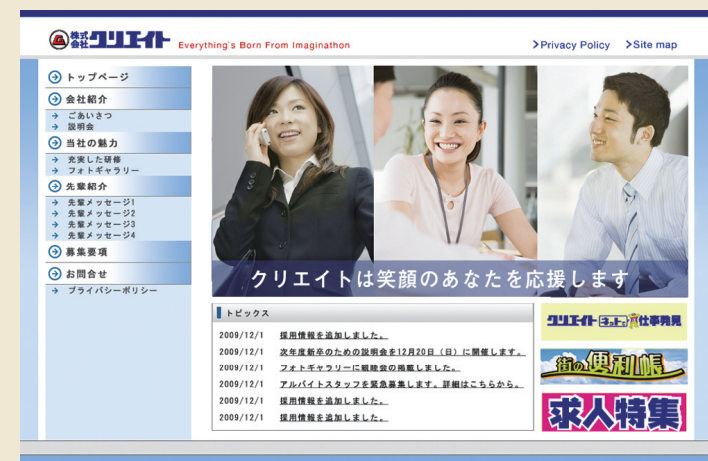 株式会社 クリエイト Everything's Born From Imaginathon
Privacy Policy Site map
トップページ
会社紹介
ごあいさつ
説明会
当社の魅力
充実した研修
フォトギャラリー
先輩紹介
先輩メッセージ1
先輩メッセージ2
先輩メッセージ3
先輩メッセージ4
募集要項
お問合せ
プライバシーポリシー
クリエイトは笑顔のあなたを応援します
トピックス
2009/12/1 採用情報を追加しました。
2009/12/1 次年度新卒のための説明会を12月20日（日）に開催します。
2009/12/1 フォトギャラリーに親睦会の掲載しました。
2009/12/1 アルバイトスタッフを緊急募集します。詳細はこちらから。
2009/12/1 採用情報を追加しました。
2009/12/1 採用情報を追加しました。
クリエイト ネットで 仕事発見
街の便利帳
求人特集